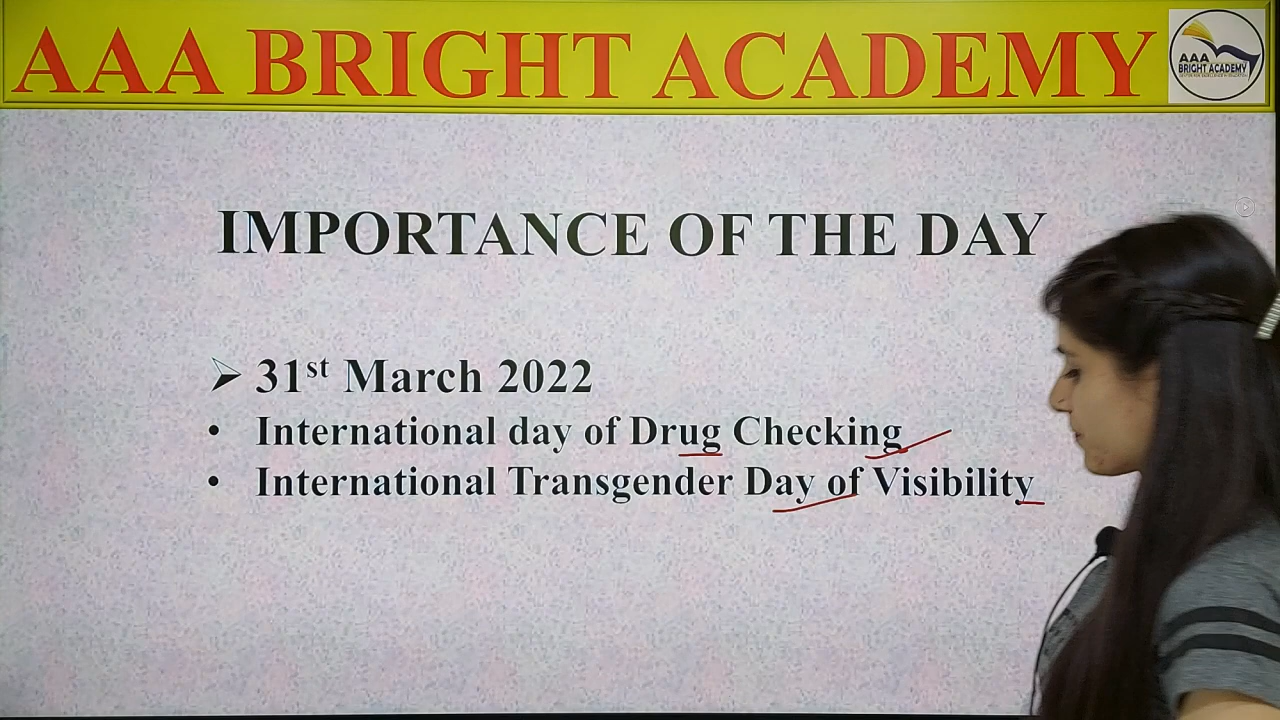 AAA BRIGHT ACADEMY
AAA
BRIGHT ACADEMY
IMPORTANCE OF THE DAY
➢ 31st March 2022
• International day of Drug Checking
• International Transgender Day of Visibility